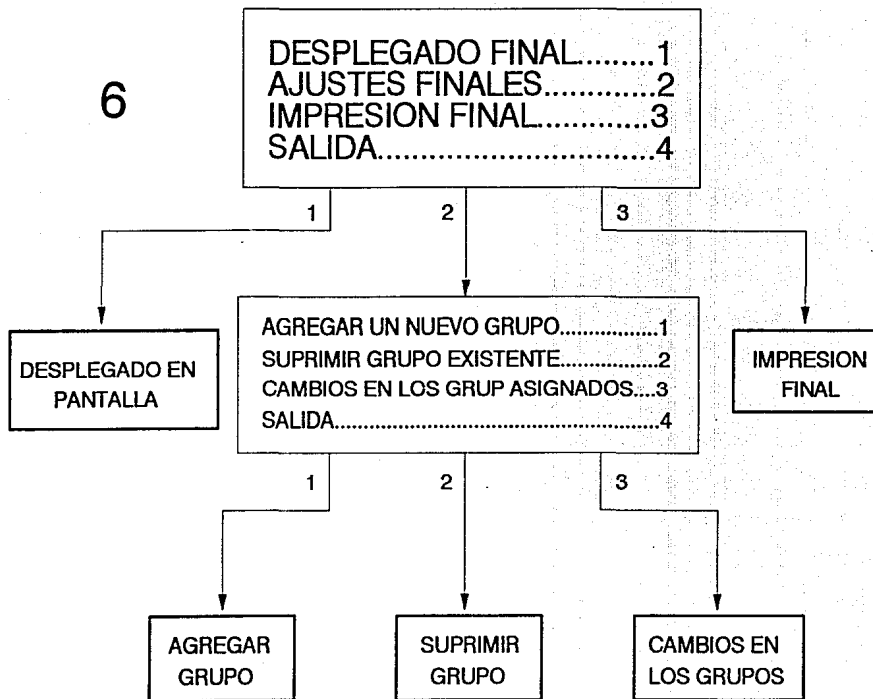 6
DESPLEGADO FINAL.........1
AJUSTES FINALES.............2
IMPRESION FINAL............3
SALIDA................................4
1 2 3
DESPLEGADO EN
PANTALLA
AGREGAR UN NUEVO GRUPO.................1
SUPRIMIR GRUPO EXISTENTE................2
CAMBIOS EN LOS GRUP ASIGNADOS....3
SALIDA.......................................................4
IMPRESION
FINAL
1 2 3
AGREGAR
GRUPO
SUPRIMIR
GRUPO
CAMBIOS EN
LOS GRUPOS